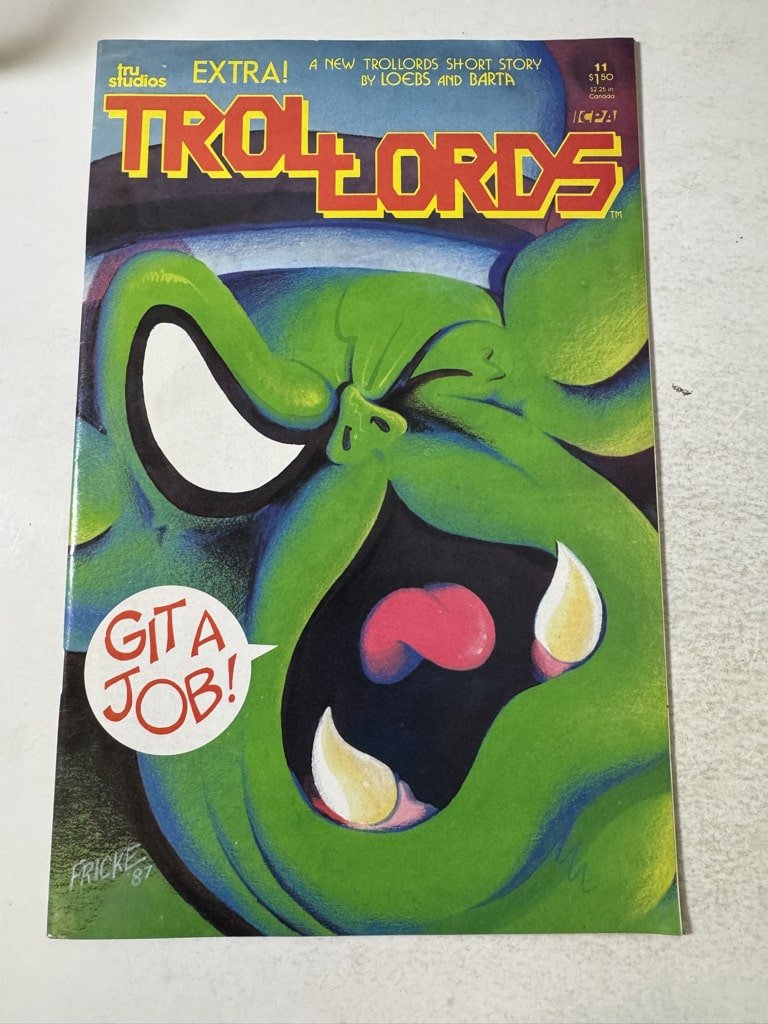 tru
studios
EXTRA!
A NEW TROLLORDS SHORT STORY
BY LOEBS AND BARTA
11
$1.50
$2.25 in
Canada
ICPA
TROLLORDS
TM
GIT A
JOB!
FRICKE
'87